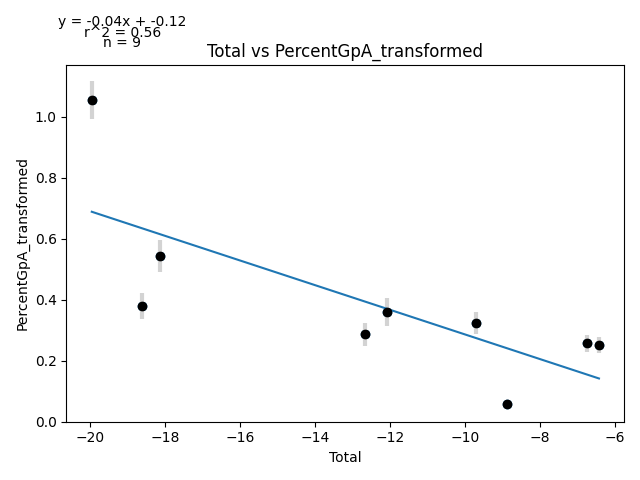 y = -0.04x + -0.12
r^2 = 0.56
n = 9
Total vs PercentGpA_transformed
PercentGpA_transformed
1.0
0.8
0.6
0.4
0.2
0.0
−20
−18
−16
−14
−12
−10
−8
−6
Total